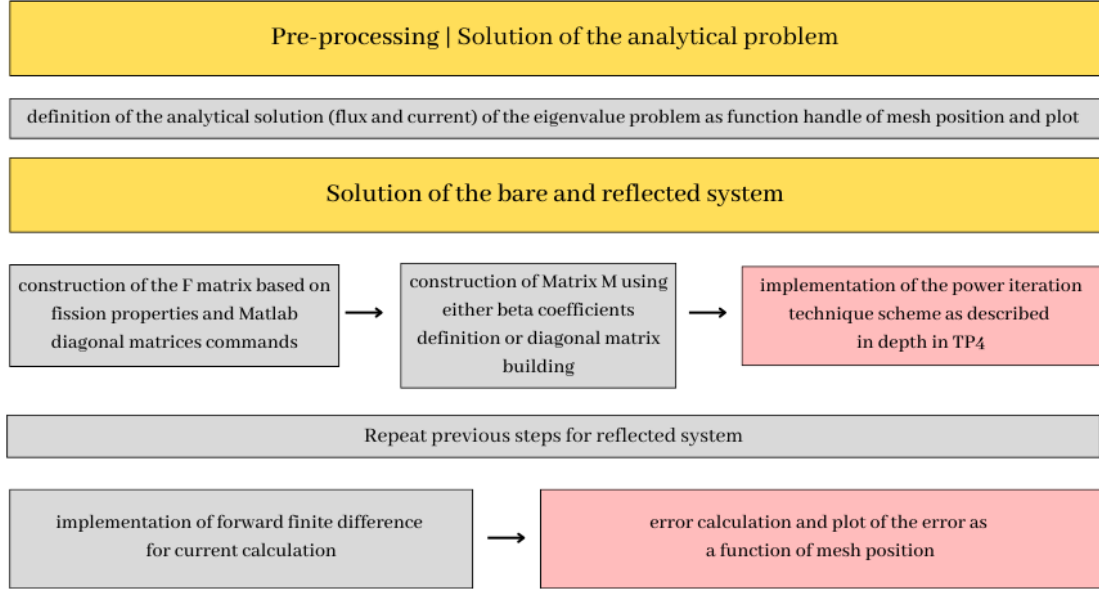 Pre-processing | Solution of the analytical problem
definition of the analytical solution (flux and current) of the eigenvalue problem as function handle of mesh position and plot
Solution of the bare and reflected system
construction of the F matrix based on
fission properties and Matlab
diagonal matrices commands
construction of Matrix M using
either beta coefficients
definition or diagonal matrix
building
implementation of the power iteration
technique scheme as described
in depth in TP4
Repeat previous steps for reflected system
implementation of forward finite difference
for current calculation
error calculation and plot of the error as
a function of mesh position